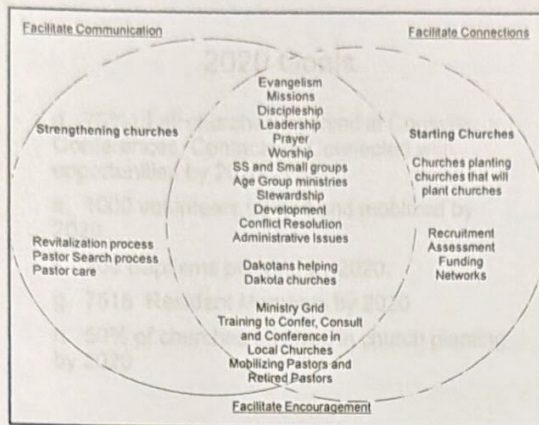 Facilitate Communication
Facilitate Connections
Strengthening churches
Revitalization process
Pastor Search process
Pastor care
Evangelism
Missions
Discipleship
Leadership
Prayer
Worship
SS and Small groups
Age Group ministries
Stewardship
Development
Conflict Resolution
Administrative Issues
Dakotans helping
Dakota churches
Ministry Grid
Training to Confer, Consult
and Conference in
Local Churches
Mobilizing Pastors and
Retired Pastors
Starting Churches
Churches planting
churches that will
plant churches
Recruitment
Assessment
Funding
Networks
Facilitate Encouragement
2020 Goals
by 2020